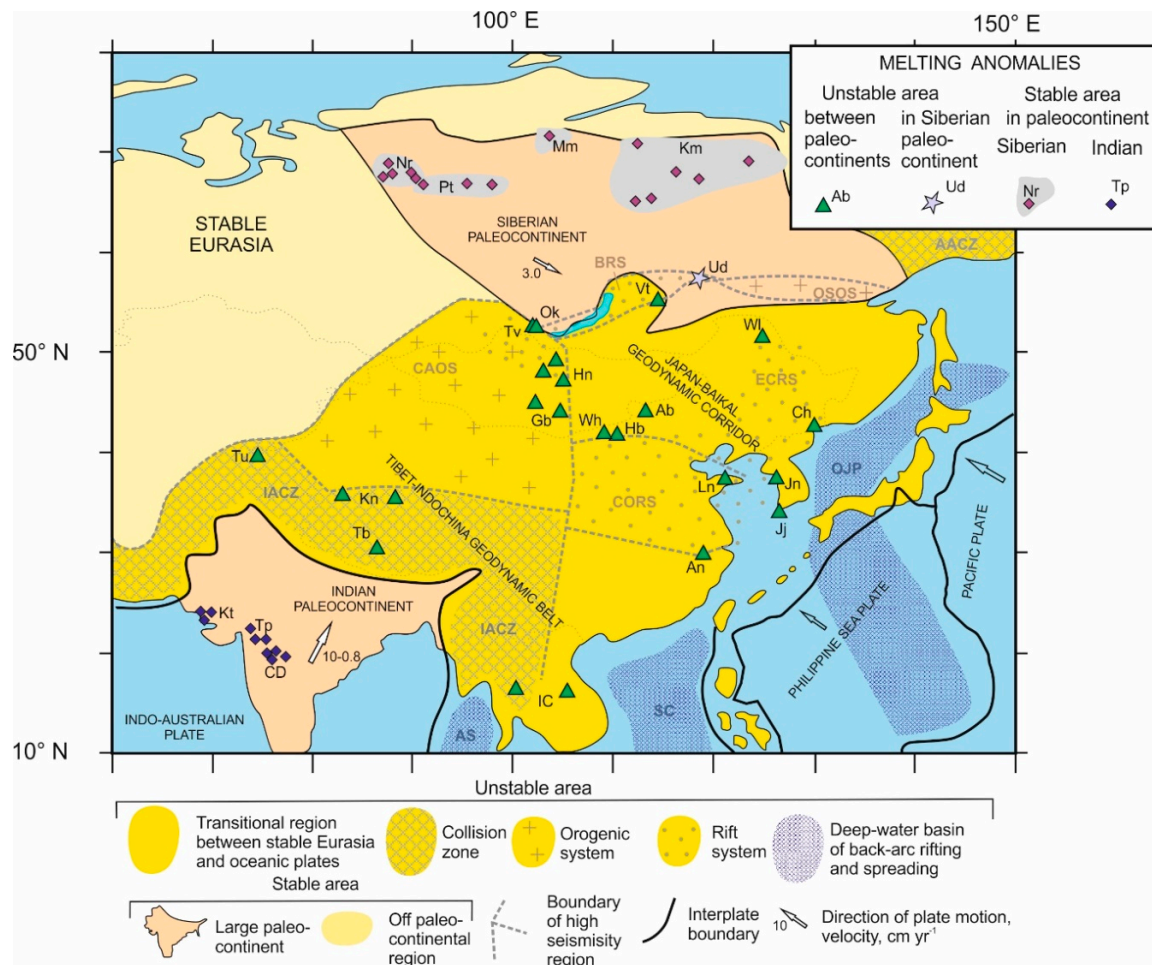 100° E
150° E
MELTING ANOMALIES
Unstable area
Stable area
between
paleo-
continents
in Siberian
paleo-
continent
in paleocontinent
Siberian
Indian
Ab
Ud
Nr
Tp
Mm
Km
Nr
Pt
STABLE
EURASIA
SIBERIAN
PALEOCONTINENT
3.0
AACZ
BRS
Ud
OSOS
Vt
Ok
Tv
50° N
Wl
CAOS
Hn
JAPAN-BAIKAL
GEODYNAMIC CORRIDOR
ECRS
Gb
Wh
Ab
Hb
Ch
Tu
TIBET-INDOCHINA GEODYNAMIC BELT
OJP
IACZ
Kn
CORS
Ln
Jn
Jj
Tb
An
PACIFIC PLATE
INDIAN
PALEOCONTINENT
Kt
Tp
IACZ
PHILIPPINE SEA PLATE
10-0.8
CD
IC
SC
INDO-AUSTRALIAN
PLATE
AS
10° N
Unstable area
Transitional region
between stable Eurasia
and oceanic plates
Collision
zone
Orogenic
system
Rift
system
Deep-water basin
of back-arc rifting
and spreading
Stable area
Large paleo-
continent
Off paleo-
continental
region
Boundary
of high
seismisity
region
Interplate
boundary
10
Direction of plate motion,
velocity, cm yr⁻¹